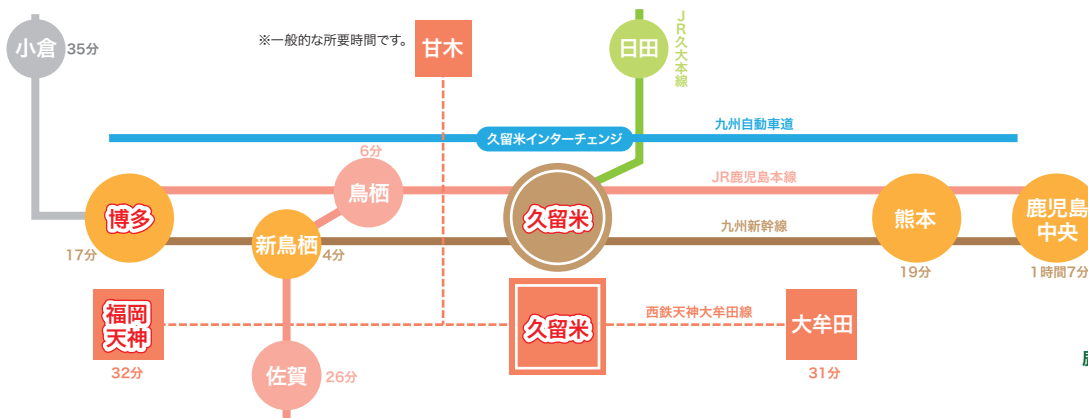 小倉
35分
※一般的な所要時間です。
甘木
日田
JR久大本線
九州自動車道
久留米インターチェンジ
6分
鳥栖
JR鹿児島本線
博多
久留米
熊本
鹿児島
中央
九州新幹線
新鳥栖
4分
17分
19分
1時間7分
福岡
天神
久留米
西鉄天神大牟田線
大牟田
32分
31分
佐賀
26分